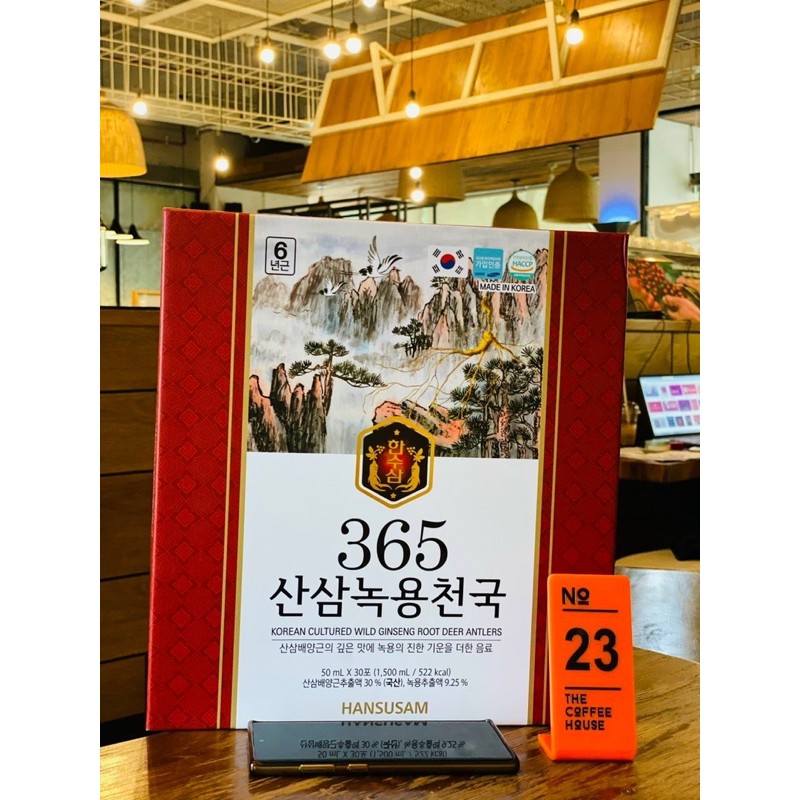 6
년근
가입인증
HACCP
MADE IN KOREA
한수삼
365
산삼녹용천국
KOREAN CULTURED WILD GINSENG ROOT DEER ANTLERS
산삼배양근의 깊은 맛에 녹용의 진한 기운을 더한 음료
50 mL X 30포 (1,500 mL / 522 kcal)
산삼배양근추출액 30 % (국산), 녹용추출액 9.25 %
HANSUSAM
No
23
THE
COFFEE
HOUSE